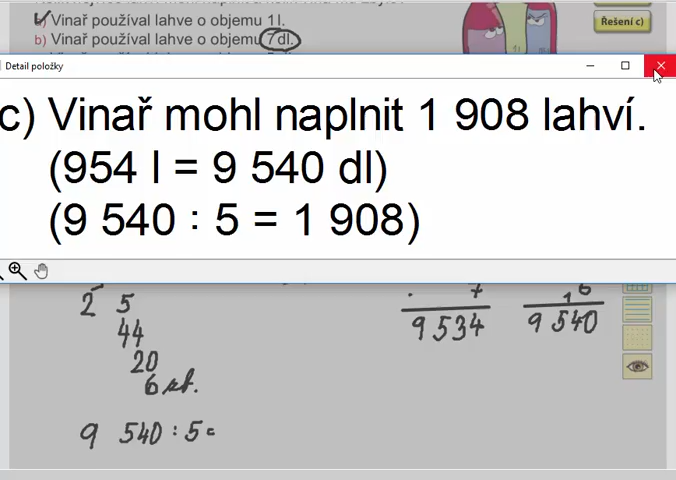 a) Vinař používal lahve o objemu 1 l.
Řešení c)
b) Vinař používal lahve o objemu 7 dl.
Detail položky
c) Vinař mohl naplnit 1 908 lahví.
(954 l = 9 540 dl)
(9 540 : 5 = 1 908)
2 5
44
20
6 zb.
7
9 534
1 6
9 540
9 540 : 5 =